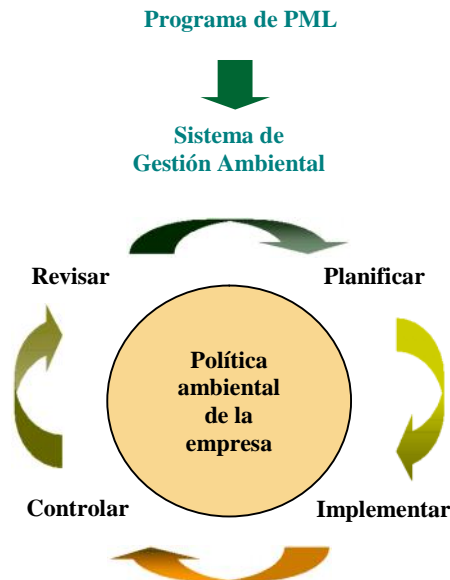 Programa de PML
Sistema de
Gestión Ambiental
Revisar
Planificar
Política
ambiental
de la
empresa
Controlar
Implementar